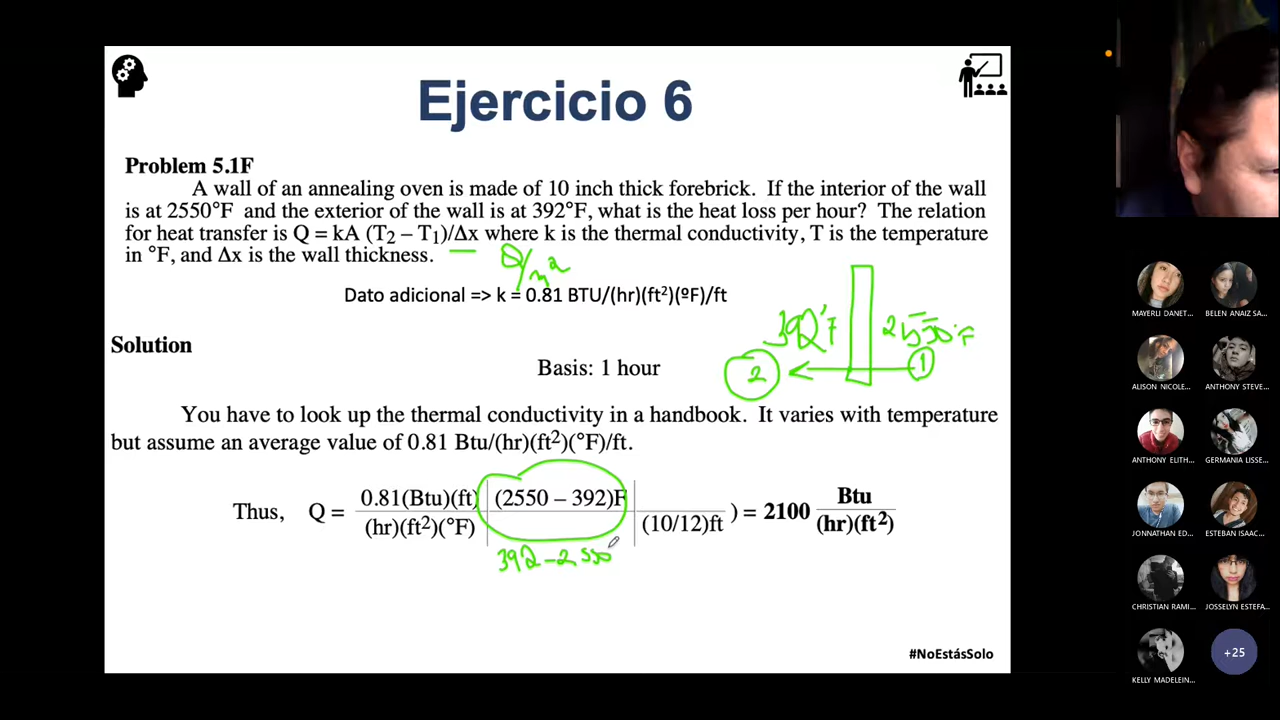 Ejercicio 6
Problem 5.1F
A wall of an annealing oven is made of 10 inch thick forebrick. If the interior of the wall
is at 2550°F and the exterior of the wall is at 392°F, what is the heat loss per hour? The relation
for heat transfer is Q = kA (T₂ – T₁)/Δx where k is the thermal conductivity, T is the temperature
in °F, and Δx is the wall thickness.
Q/m²
Dato adicional => k = 0.81 BTU/(hr)(ft²)(ºF)/ft
392°F 2550°F
2 1
Solution
Basis: 1 hour
You have to look up the thermal conductivity in a handbook. It varies with temperature
but assume an average value of 0.81 Btu/(hr)(ft²)(°F)/ft.
Thus, Q = 0.81(Btu)(ft) (2550 – 392)F ) = 2100 Btu
(hr)(ft²)(°F) (10/12)ft (hr)(ft²)
392 – 2550
#NoEstásSolo
MAYERLI DANET...
BELEN ANAIZ SA...
ALISON NICOLE...
ANTHONY STEVE...
ANTHONY ELITH...
GERMANIA LISSE...
JONNATHAN ED...
ESTEBAN ISAAC...
CHRISTIAN RAMI...
JOSSELYN ESTEFA...
KELLY MADELEIN...
+25